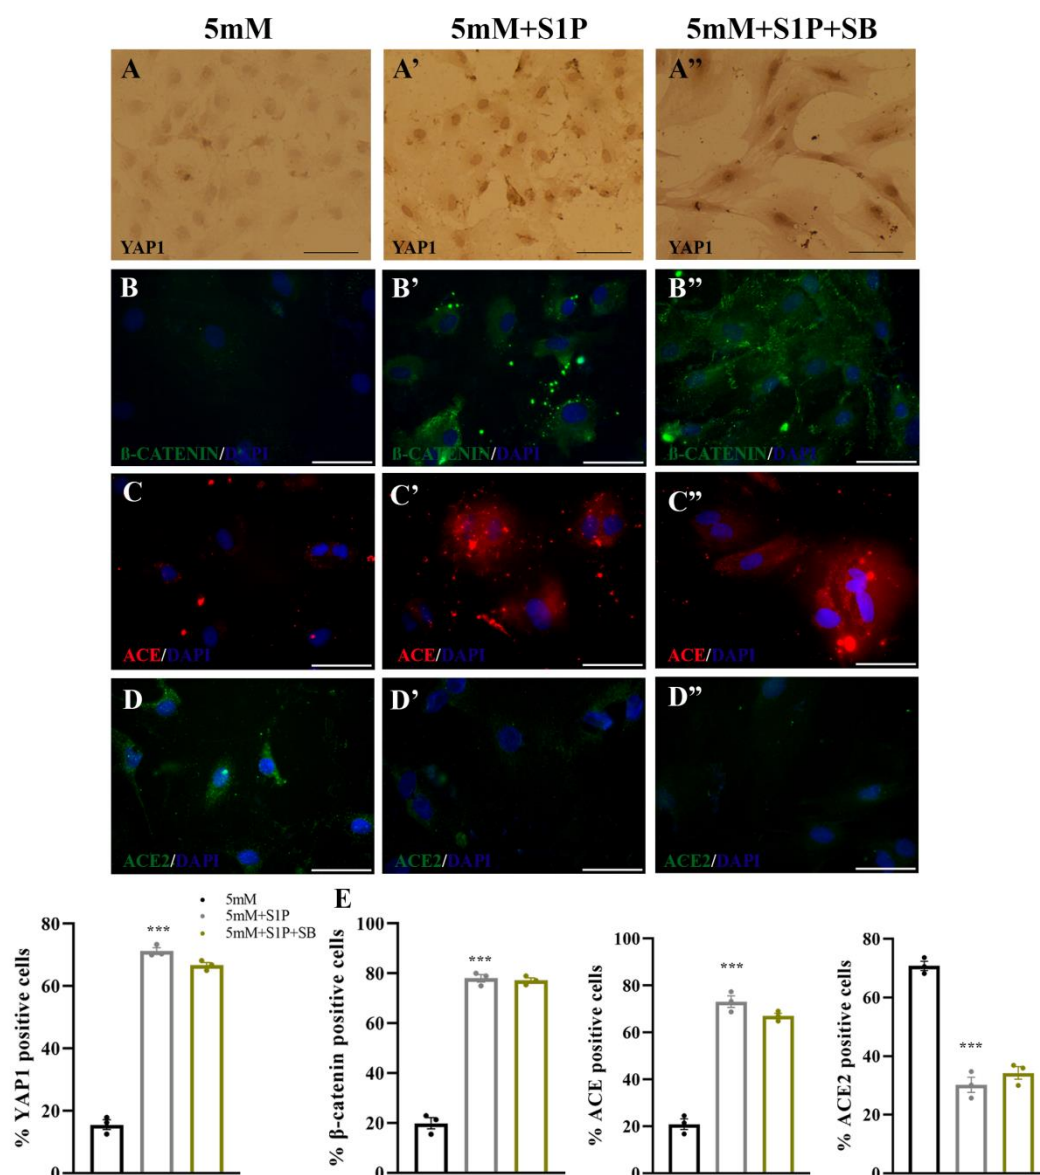 5mM 5mM+S1P 5mM+S1P+SB
A A’ A”
YAP1 YAP1 YAP1
B B’ B”
ß-CATENIN/DAPI ß-CATENIN/DAPI ß-CATENIN/DAPI
C C’ C”
ACE/DAPI ACE/DAPI ACE/DAPI
D D’ D”
ACE2/DAPI ACE2/DAPI ACE2/DAPI
E
5mM
5mM+S1P
5mM+S1P+SB
% YAP1 positive cells
80
60
40
20
0
***
% β-catenin positive cells
100
80
60
40
20
0
***
% ACE positive cells
100
80
60
40
20
0
***
% ACE2 positive cells
80
60
40
20
0
***